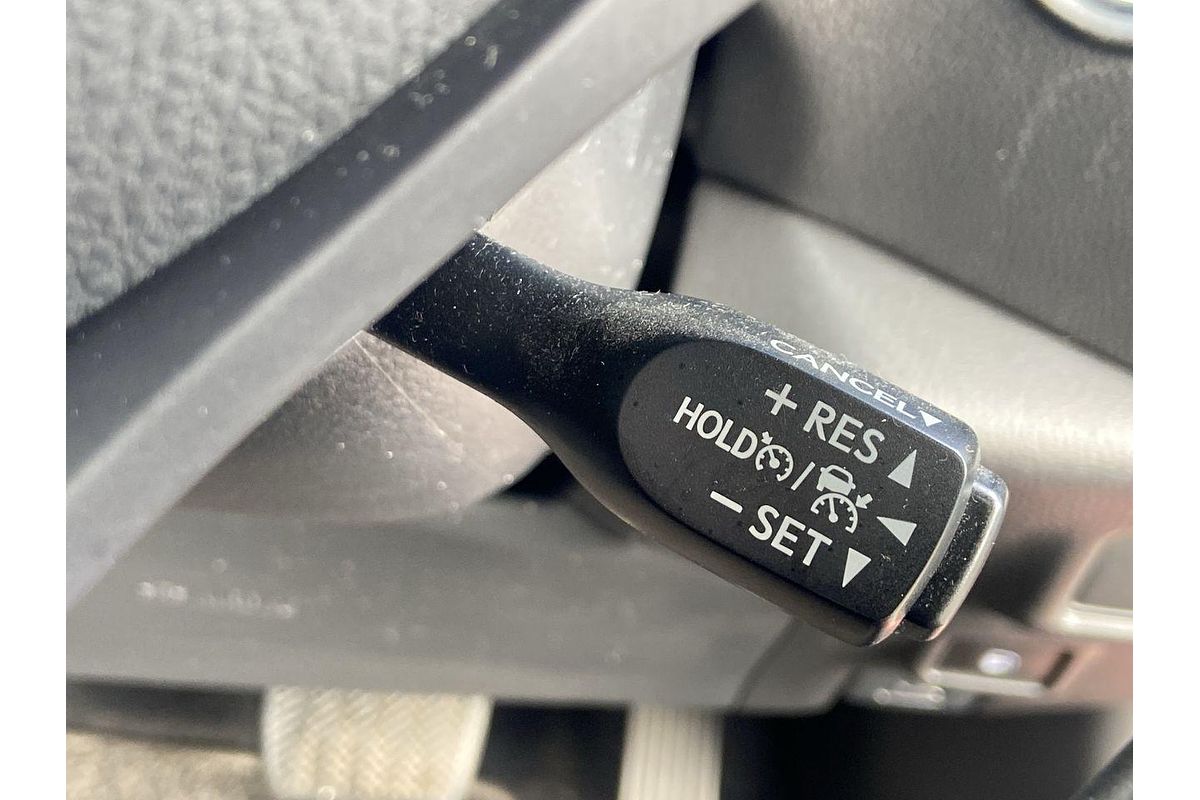 CANCEL
+ RES
HOLD /
- SET